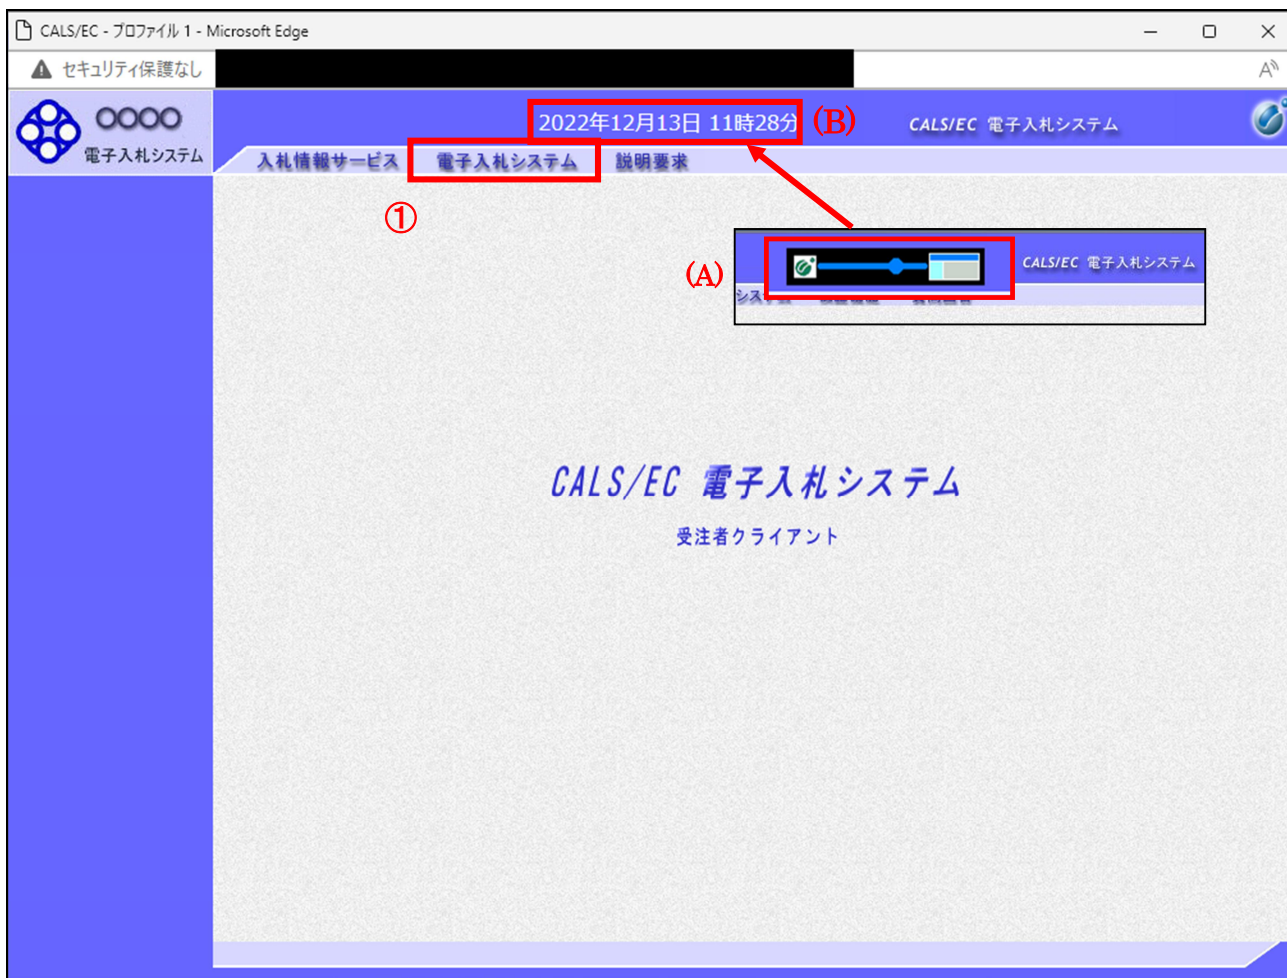 CALS/EC - プロファイル 1 - Microsoft Edge
セキュリティ保護なし
○○○○
電子入札システム
2022年12月13日 11時28分
(B)
CALS/EC 電子入札システム
入札情報サービス 電子入札システム 説明要求
①
(A)
CALS/EC 電子入札システム
CALS/EC 電子入札システム
受注者クライアント